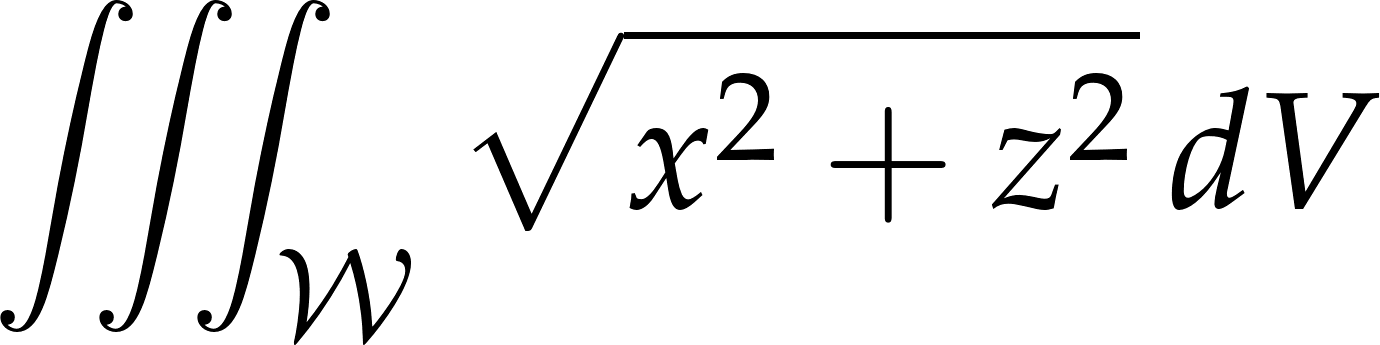 ∭_𝒲 √(x² + z²) dV